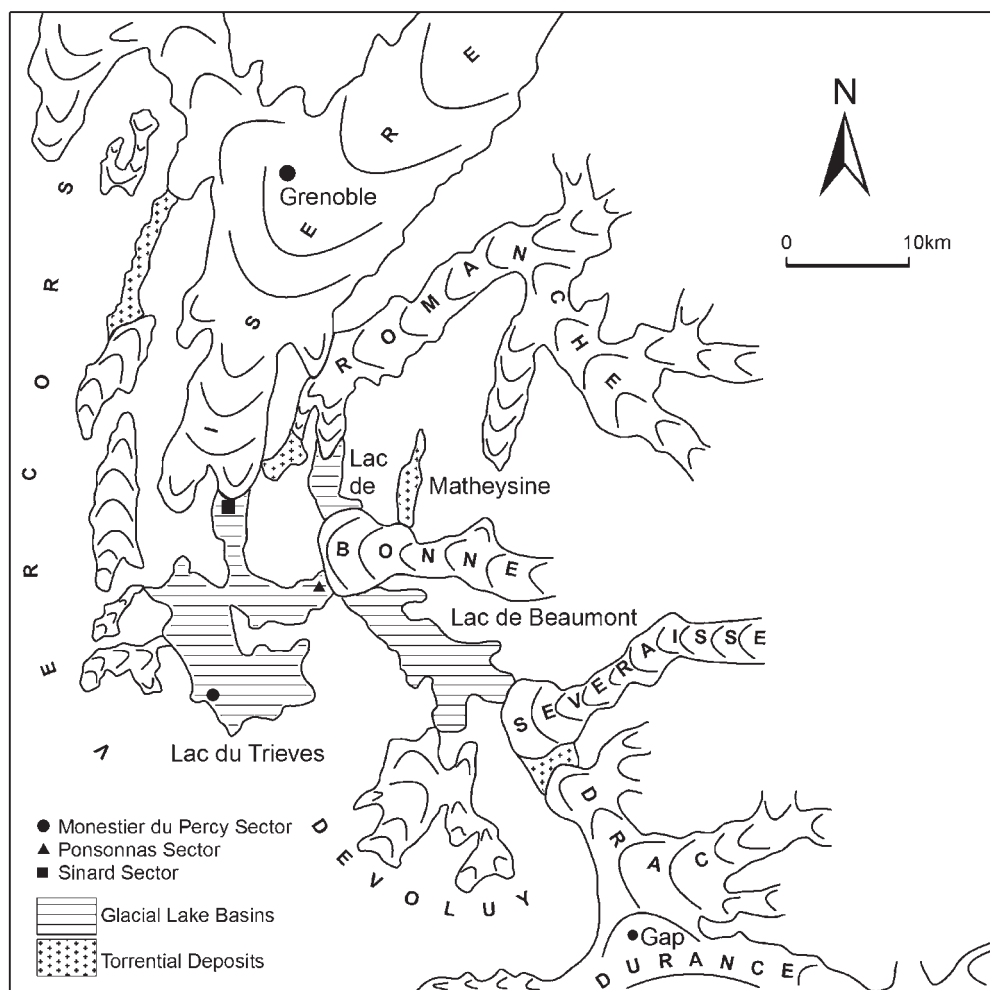 N
0 10km
ISERE
Grenoble
ROMANCHE
VERCORS
Lac de Matheysine
BONNE
Lac de Beaumont
SEVERAISSE
Lac du Trieves
DRAC
DEVOLUY
Gap
DURANCE
Monestier du Percy Sector
Ponsonnas Sector
Sinard Sector
Glacial Lake Basins
Torrential Deposits